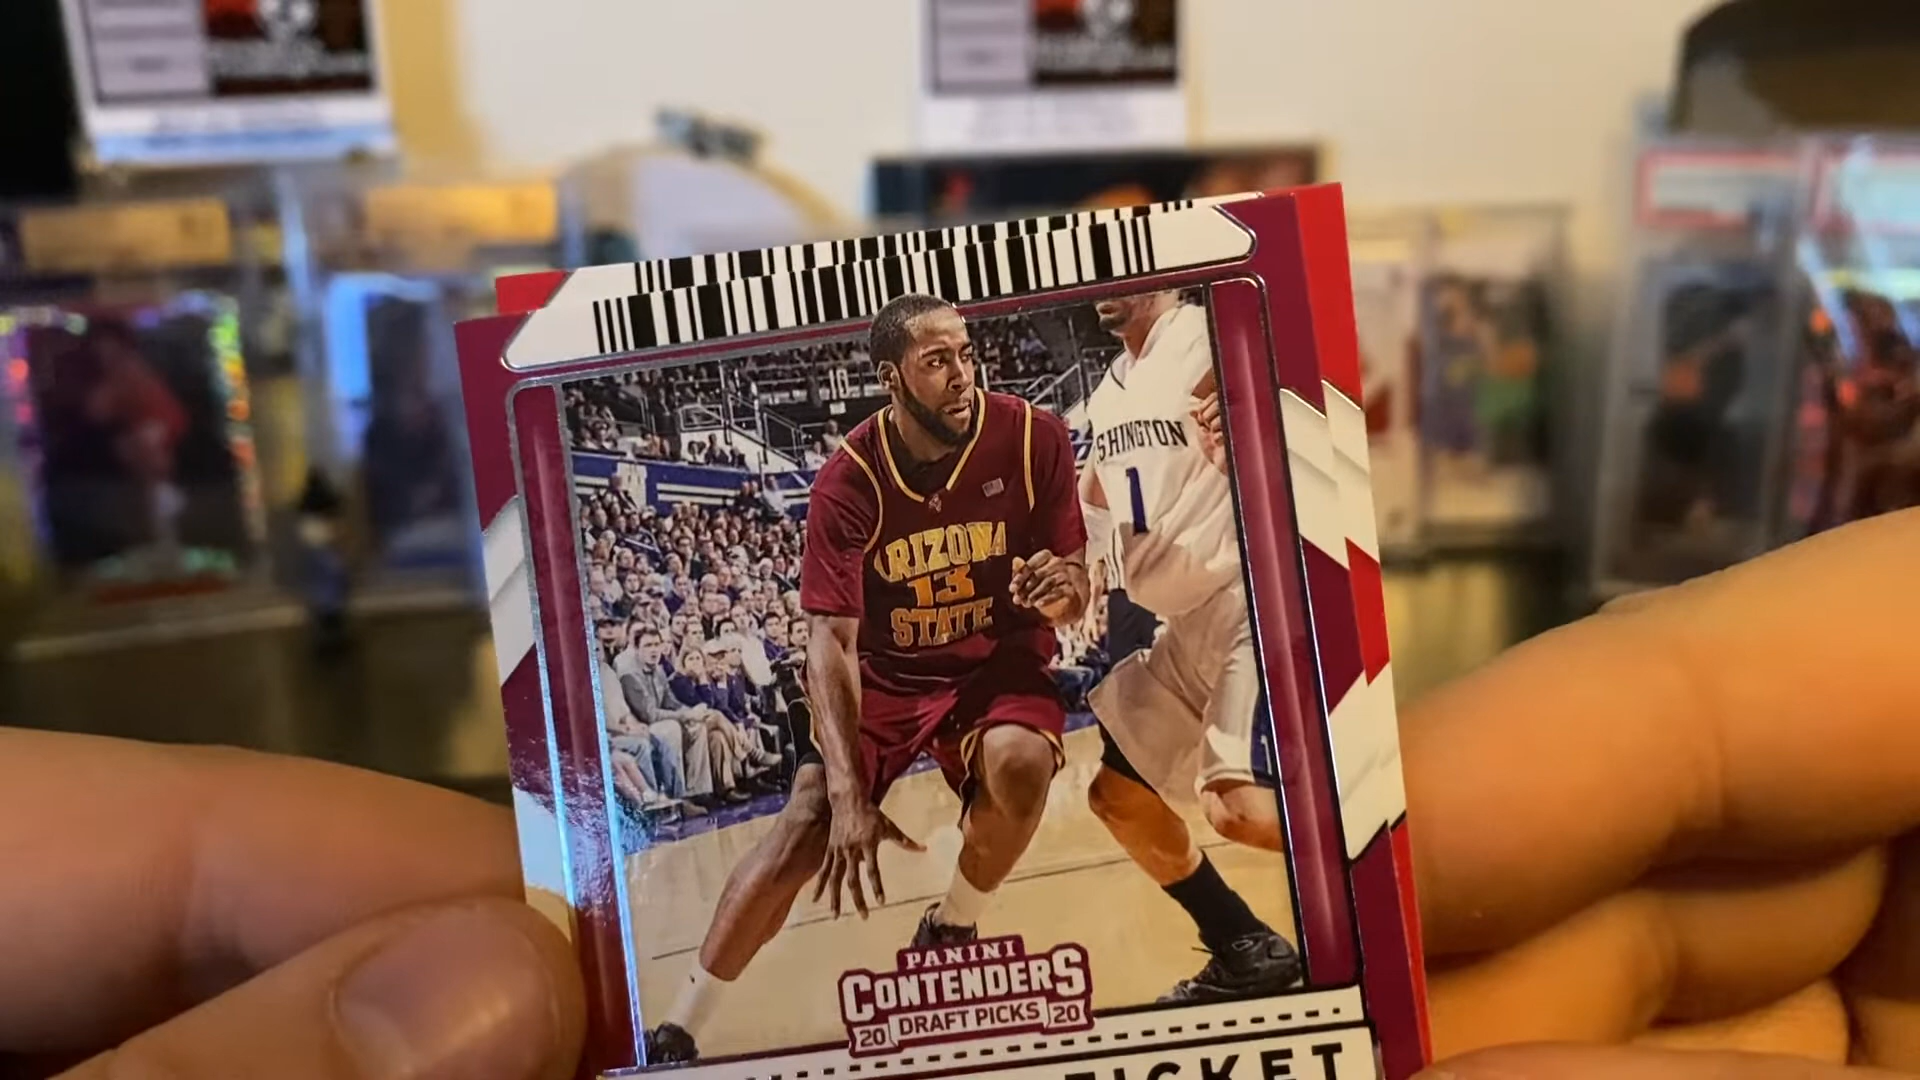 SHINGTON
1
ARIZONA
13
STATE
PANINI
CONTENDERS
20 DRAFT PICKS 20
TICKET